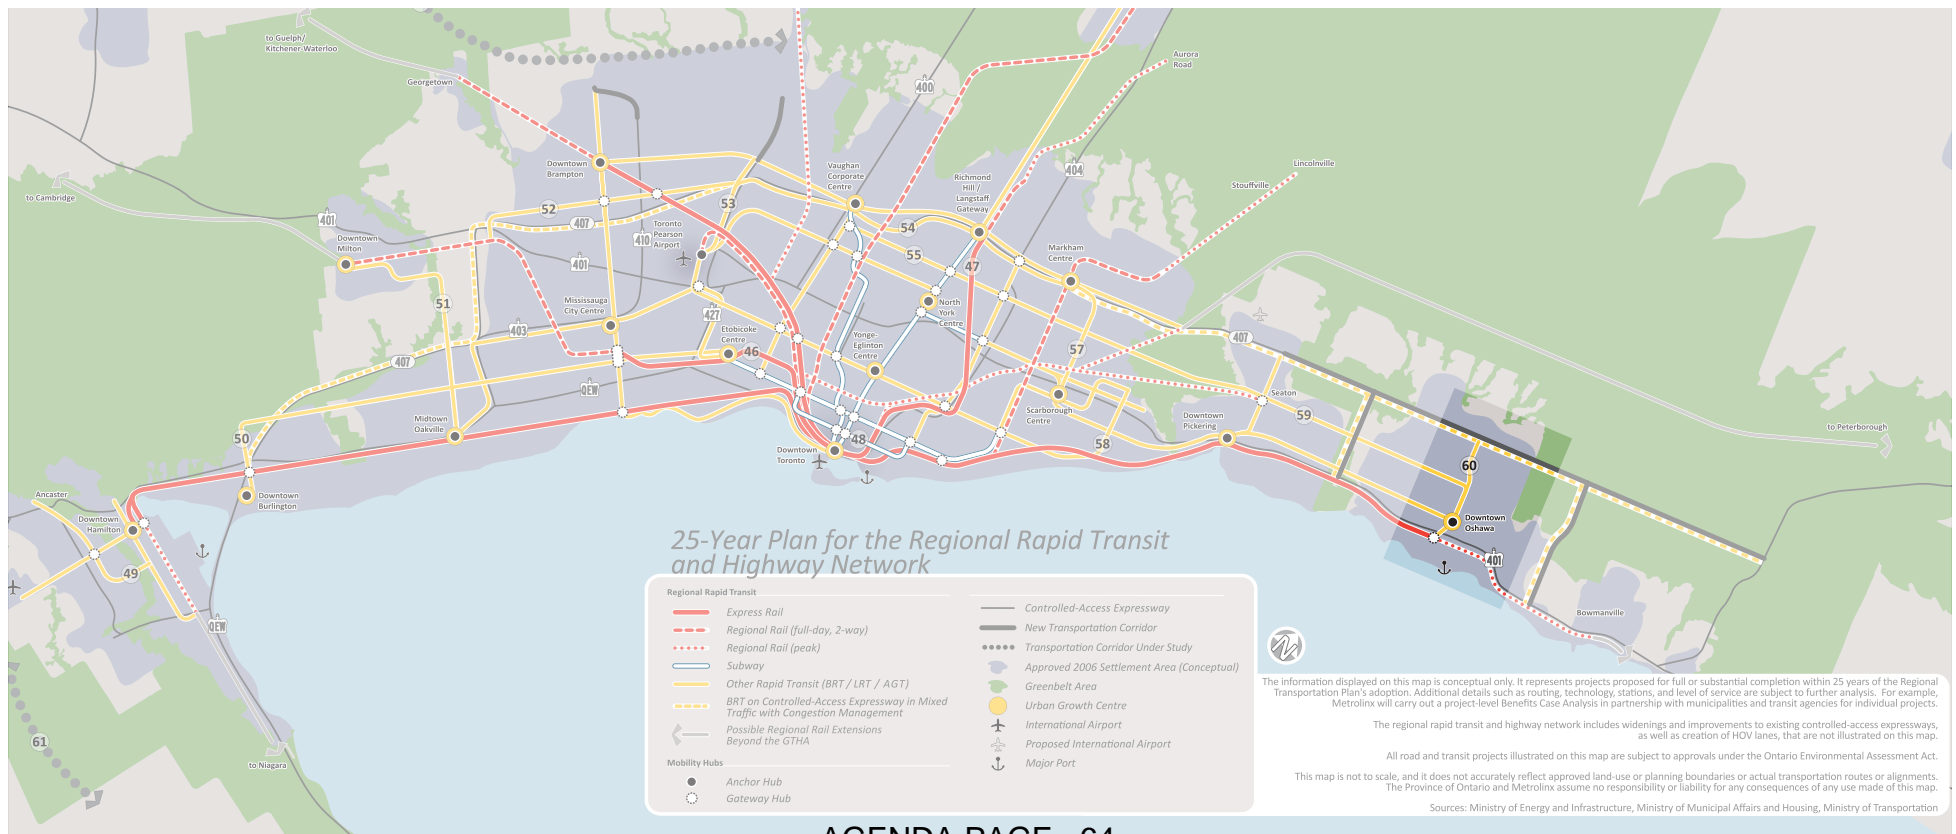 to Guelph/
Kitchener-Waterloo
Georgetown
400
Aurora
Road
to Cambridge
401
Downtown
Milton
Downtown
Brampton
52
407
401
410
Toronto
Pearson
Airport
53
Vaughan
Corporate
Centre
Richmond
Hill /
Langstaff
Gateway
404
54
55
47
Markham
Centre
Stouffville
Lincolnville
51
403
407
Mississauga
City Centre
427
Etobicoke
Centre
46
QEW
North
York
Centre
Yonge-
Eglinton
Centre
57
407
Scarborough
Centre
58
Downtown
Pickering
Seaton
59
60
Downtown
Oshawa
401
to Peterborough
Bowmanville
50
Midtown
Oakville
Downtown
Toronto
48
Downtown
Burlington
Ancaster
Downtown
Hamilton
49
QEW
61
to Niagara
25-Year Plan for the Regional Rapid Transit
and Highway Network
Regional Rapid Transit
Express Rail
Regional Rail (full-day, 2-way)
Regional Rail (peak)
Subway
Other Rapid Transit (BRT / LRT / AGT)
BRT on Controlled-Access Expressway in Mixed
Traffic with Congestion Management
Possible Regional Rail Extensions
Beyond the GTHA
Mobility Hubs
Anchor Hub
Gateway Hub
Controlled-Access Expressway
New Transportation Corridor
Transportation Corridor Under Study
Approved 2006 Settlement Area (Conceptual)
Greenbelt Area
Urban Growth Centre
International Airport
Proposed International Airport
Major Port
N
The information displayed on this map is conceptual only. It represents projects proposed for full or substantial completion within 25 years of the Regional
Transportation Plan's adoption. Additional details such as routing, technology, stations, and level of service are subject to further analysis. For example,
Metrolinx will carry out a project-level Benefits Case Analysis in partnership with municipalities and transit agencies for individual projects.
The regional rapid transit and highway network includes widenings and improvements to existing controlled-access expressways,
as well as creation of HOV lanes, that are not illustrated on this map.
All road and transit projects illustrated on this map are subject to approvals under the Ontario Environmental Assessment Act.
This map is not to scale, and it does not accurately reflect approved land-use or planning boundaries or actual transportation routes or alignments.
The Province of Ontario and Metrolinx assume no responsibility or liability for any consequences of any use made of this map.
Sources: Ministry of Energy and Infrastructure, Ministry of Municipal Affairs and Housing, Ministry of Transportation
AGENDA PAGE - 64